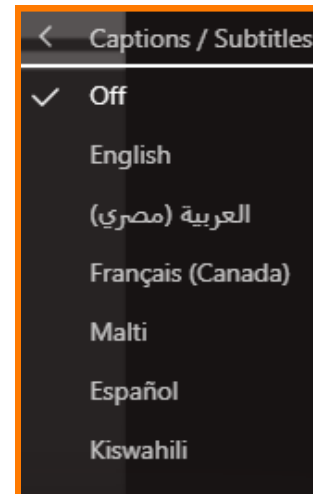 Captions / Subtitles
Off
English
العربية (مصري)
Français (Canada)
Malti
Español
Kiswahili